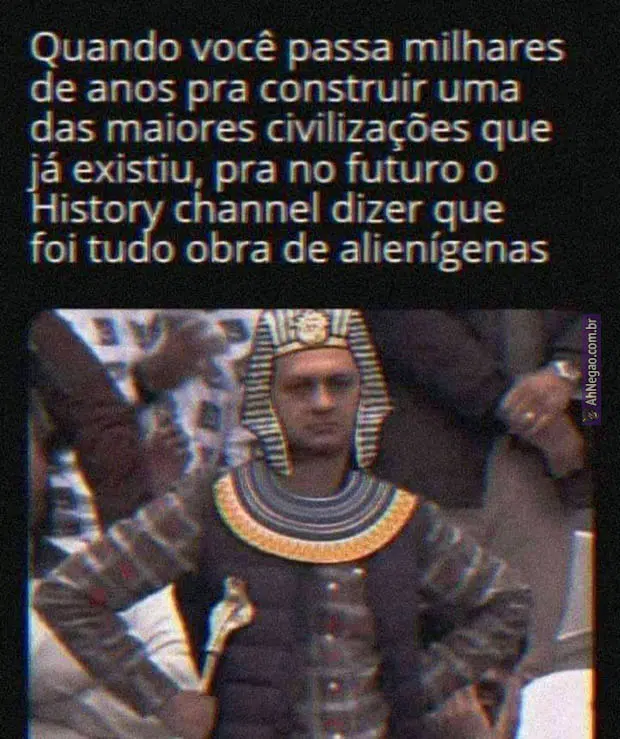 Quando você passa milhares
de anos pra construir uma
das maiores civilizações que
já existiu, pra no futuro o
History channel dizer que
foi tudo obra de alienígenas
AhNegao.com.br